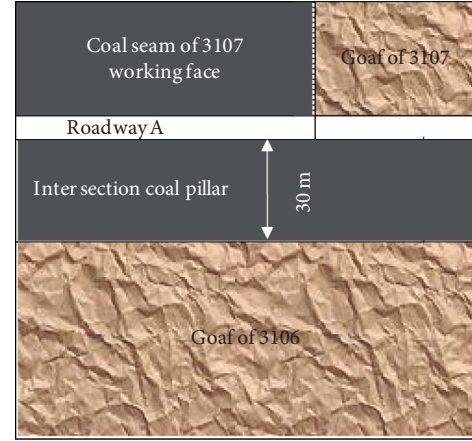 Coal seam of 3107
working face
Goaf of 3107
Roadway A
Inter section coal pillar
30 m
Goaf of 3106